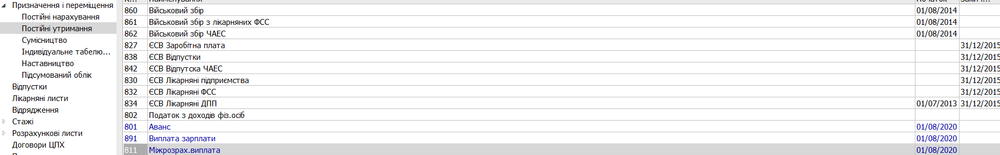 Призначення і переміщення
Постійні нарахування
Постійні утримання
Сумісництво
Індивідуальне табелю...
Наставництво
Підсумований облік
Відпустки
Лікарняні листи
Відрядження
Стажі
Розрахункові листи
Договори ЦПХ
860 Військовий збір 01/08/2014
861 Військовий збір з лікарняних ФСС 01/08/2014
862 Військовий збір ЧАЕС 01/08/2014
827 ЄСВ Заробітна плата 31/12/2015
838 ЄСВ Відпустки 31/12/2015
842 ЄСВ Відпутска ЧАЕС 31/12/2015
830 ЄСВ Лікарняні підприємства 31/12/2015
832 ЄСВ Лікарняні ФСС 31/12/2015
834 ЄСВ Лікарняні ДПП 01/07/2013 31/12/2015
802 Податок з доходів фіз.осіб
801 Аванс 01/08/2020
891 Виплата зарплати 01/08/2020
811 Міжрозрах.виплата 01/08/2020